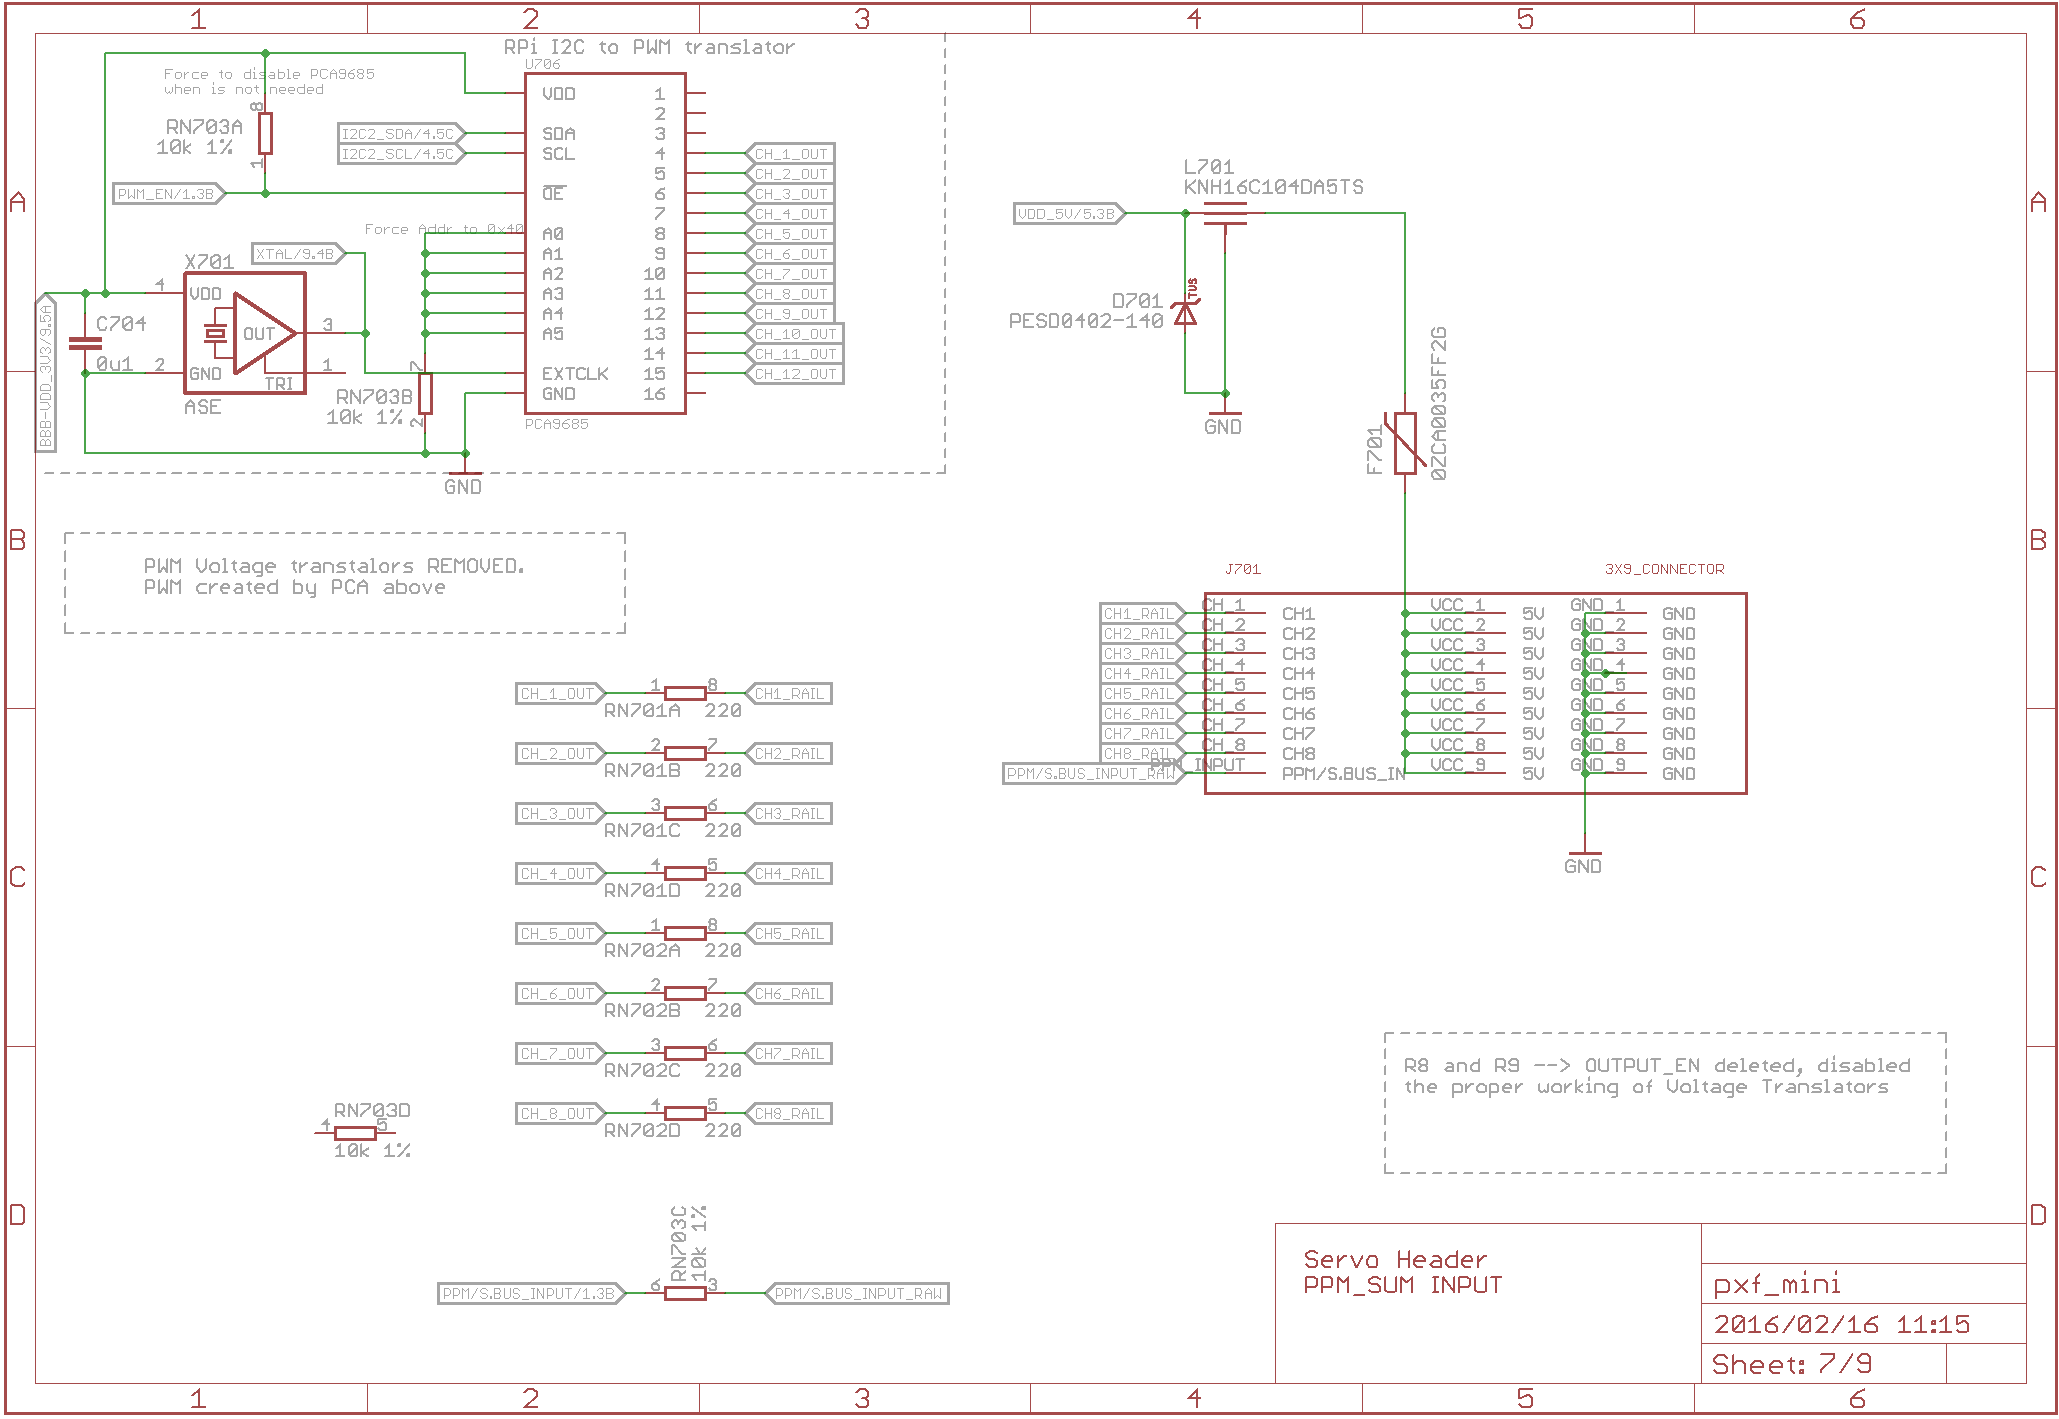 1 2 3 4 5 6
A
B
C
D
RPi I2C to PWM translator
U706
Force to disable PCA9685
when is not needed
8
RN703A
10k 1%
1
PWM_EN/1.3B
I2C2_SDA/4.5C
I2C2_SCL/4.5C
Force Addr to 0x40
XTAL/9.4B
X701
4
VDD
OUT
3
2
GND
TRI
1
ASE
C704
0u1
BBB-VDD_3V3/9.5A
7
RN703B
10k 1%
2
VDD
SDA
SCL
OE
A0
A1
A2
A3
A4
A5
EXTCLK
GND
1
2
3
4
5
6
7
8
9
10
11
12
13
14
15
16
PCA9685
GND
CH_1_OUT
CH_2_OUT
CH_3_OUT
CH_4_OUT
CH_5_OUT
CH_6_OUT
CH_7_OUT
CH_8_OUT
CH_9_OUT
CH_10_OUT
CH_11_OUT
CH_12_OUT
L701
KNH16C104DA5TS
VDD_5V/5.3B
TVS
D701
PESD0402-140
GND
F701
0ZCA0035FF2G
PWM Voltage transtalors REMOVED.
PWM created by PCA above
J701
3X9_CONNECTOR
CH1_RAIL CH_1 CH1 VCC_1 5V GND_1 GND
CH2_RAIL CH_2 CH2 VCC_2 5V GND_2 GND
CH3_RAIL CH_3 CH3 VCC_3 5V GND_3 GND
CH4_RAIL CH_4 CH4 VCC_4 5V GND_4 GND
CH5_RAIL CH_5 CH5 VCC_5 5V GND_5 GND
CH6_RAIL CH_6 CH6 VCC_6 5V GND_6 GND
CH7_RAIL CH_7 CH7 VCC_7 5V GND_7 GND
CH8_RAIL CH_8 CH8 VCC_8 5V GND_8 GND
PPM/S.BUS_INPUT_RAW PPM_INPUT PPM/S.BUS_IN VCC_9 5V GND_9 GND
GND
CH_1_OUT 1 8 CH1_RAIL
RN701A 220
CH_2_OUT 2 7 CH2_RAIL
RN701B 220
CH_3_OUT 3 6 CH3_RAIL
RN701C 220
CH_4_OUT 4 5 CH4_RAIL
RN701D 220
CH_5_OUT 1 8 CH5_RAIL
RN702A 220
CH_6_OUT 2 7 CH6_RAIL
RN702B 220
CH_7_OUT 3 6 CH7_RAIL
RN702C 220
CH_8_OUT 4 5 CH8_RAIL
RN702D 220
RN703D
4 5
10k 1%
RN703C
10k 1%
PPM/S.BUS_INPUT/1.3B 6 3 PPM/S.BUS_INPUT_RAW
R8 and R9 --> OUTPUT_EN deleted, disabled
the proper working of Voltage Translators
Servo Header
PPM_SUM INPUT
pxf_mini
2016/02/16 11:15
Sheet: 7/9
A
B
C
D
1 2 3 4 5 6